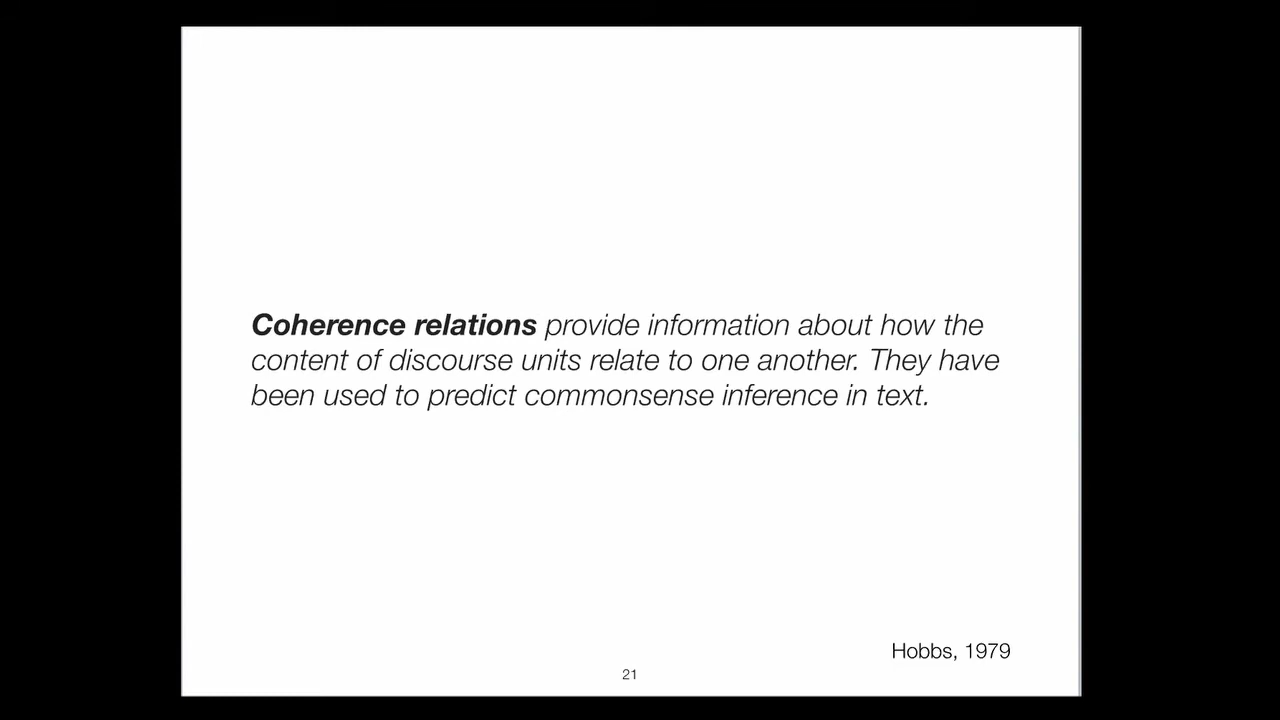 Coherence relations provide information about how the
content of discourse units relate to one another. They have
been used to predict commonsense inference in text.
Hobbs, 1979
21